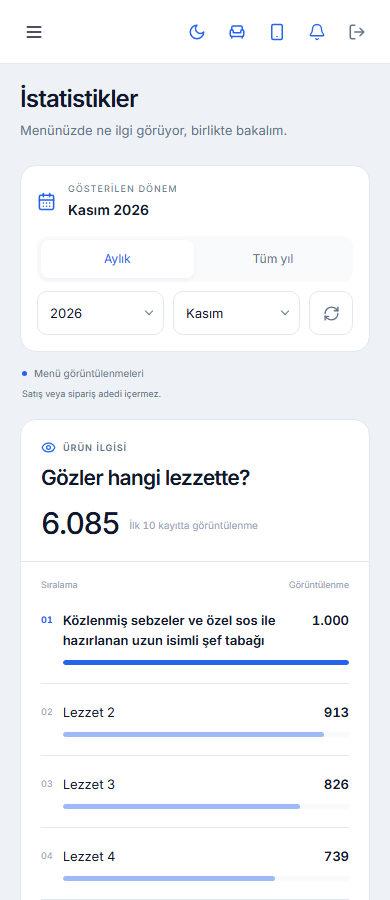 İstatistikler
Menünüzde ne ilgi görüyor, birlikte bakalım.
GÖSTERİLEN DÖNEM
Kasım 2026
Aylık
Tüm yıl
2026
Kasım
Menü görüntülenmeleri
Satış veya sipariş adedi içermez.
ÜRÜN İLGİSİ
Gözler hangi lezzette?
6.085 İlk 10 kayıtta görüntülenme
Sıralama Görüntülenme
01 Közlenmiş sebzeler ve özel sos ile 1.000
hazırlanan uzun isimli şef tabağı
02 Lezzet 2 913
03 Lezzet 3 826
04 Lezzet 4 739